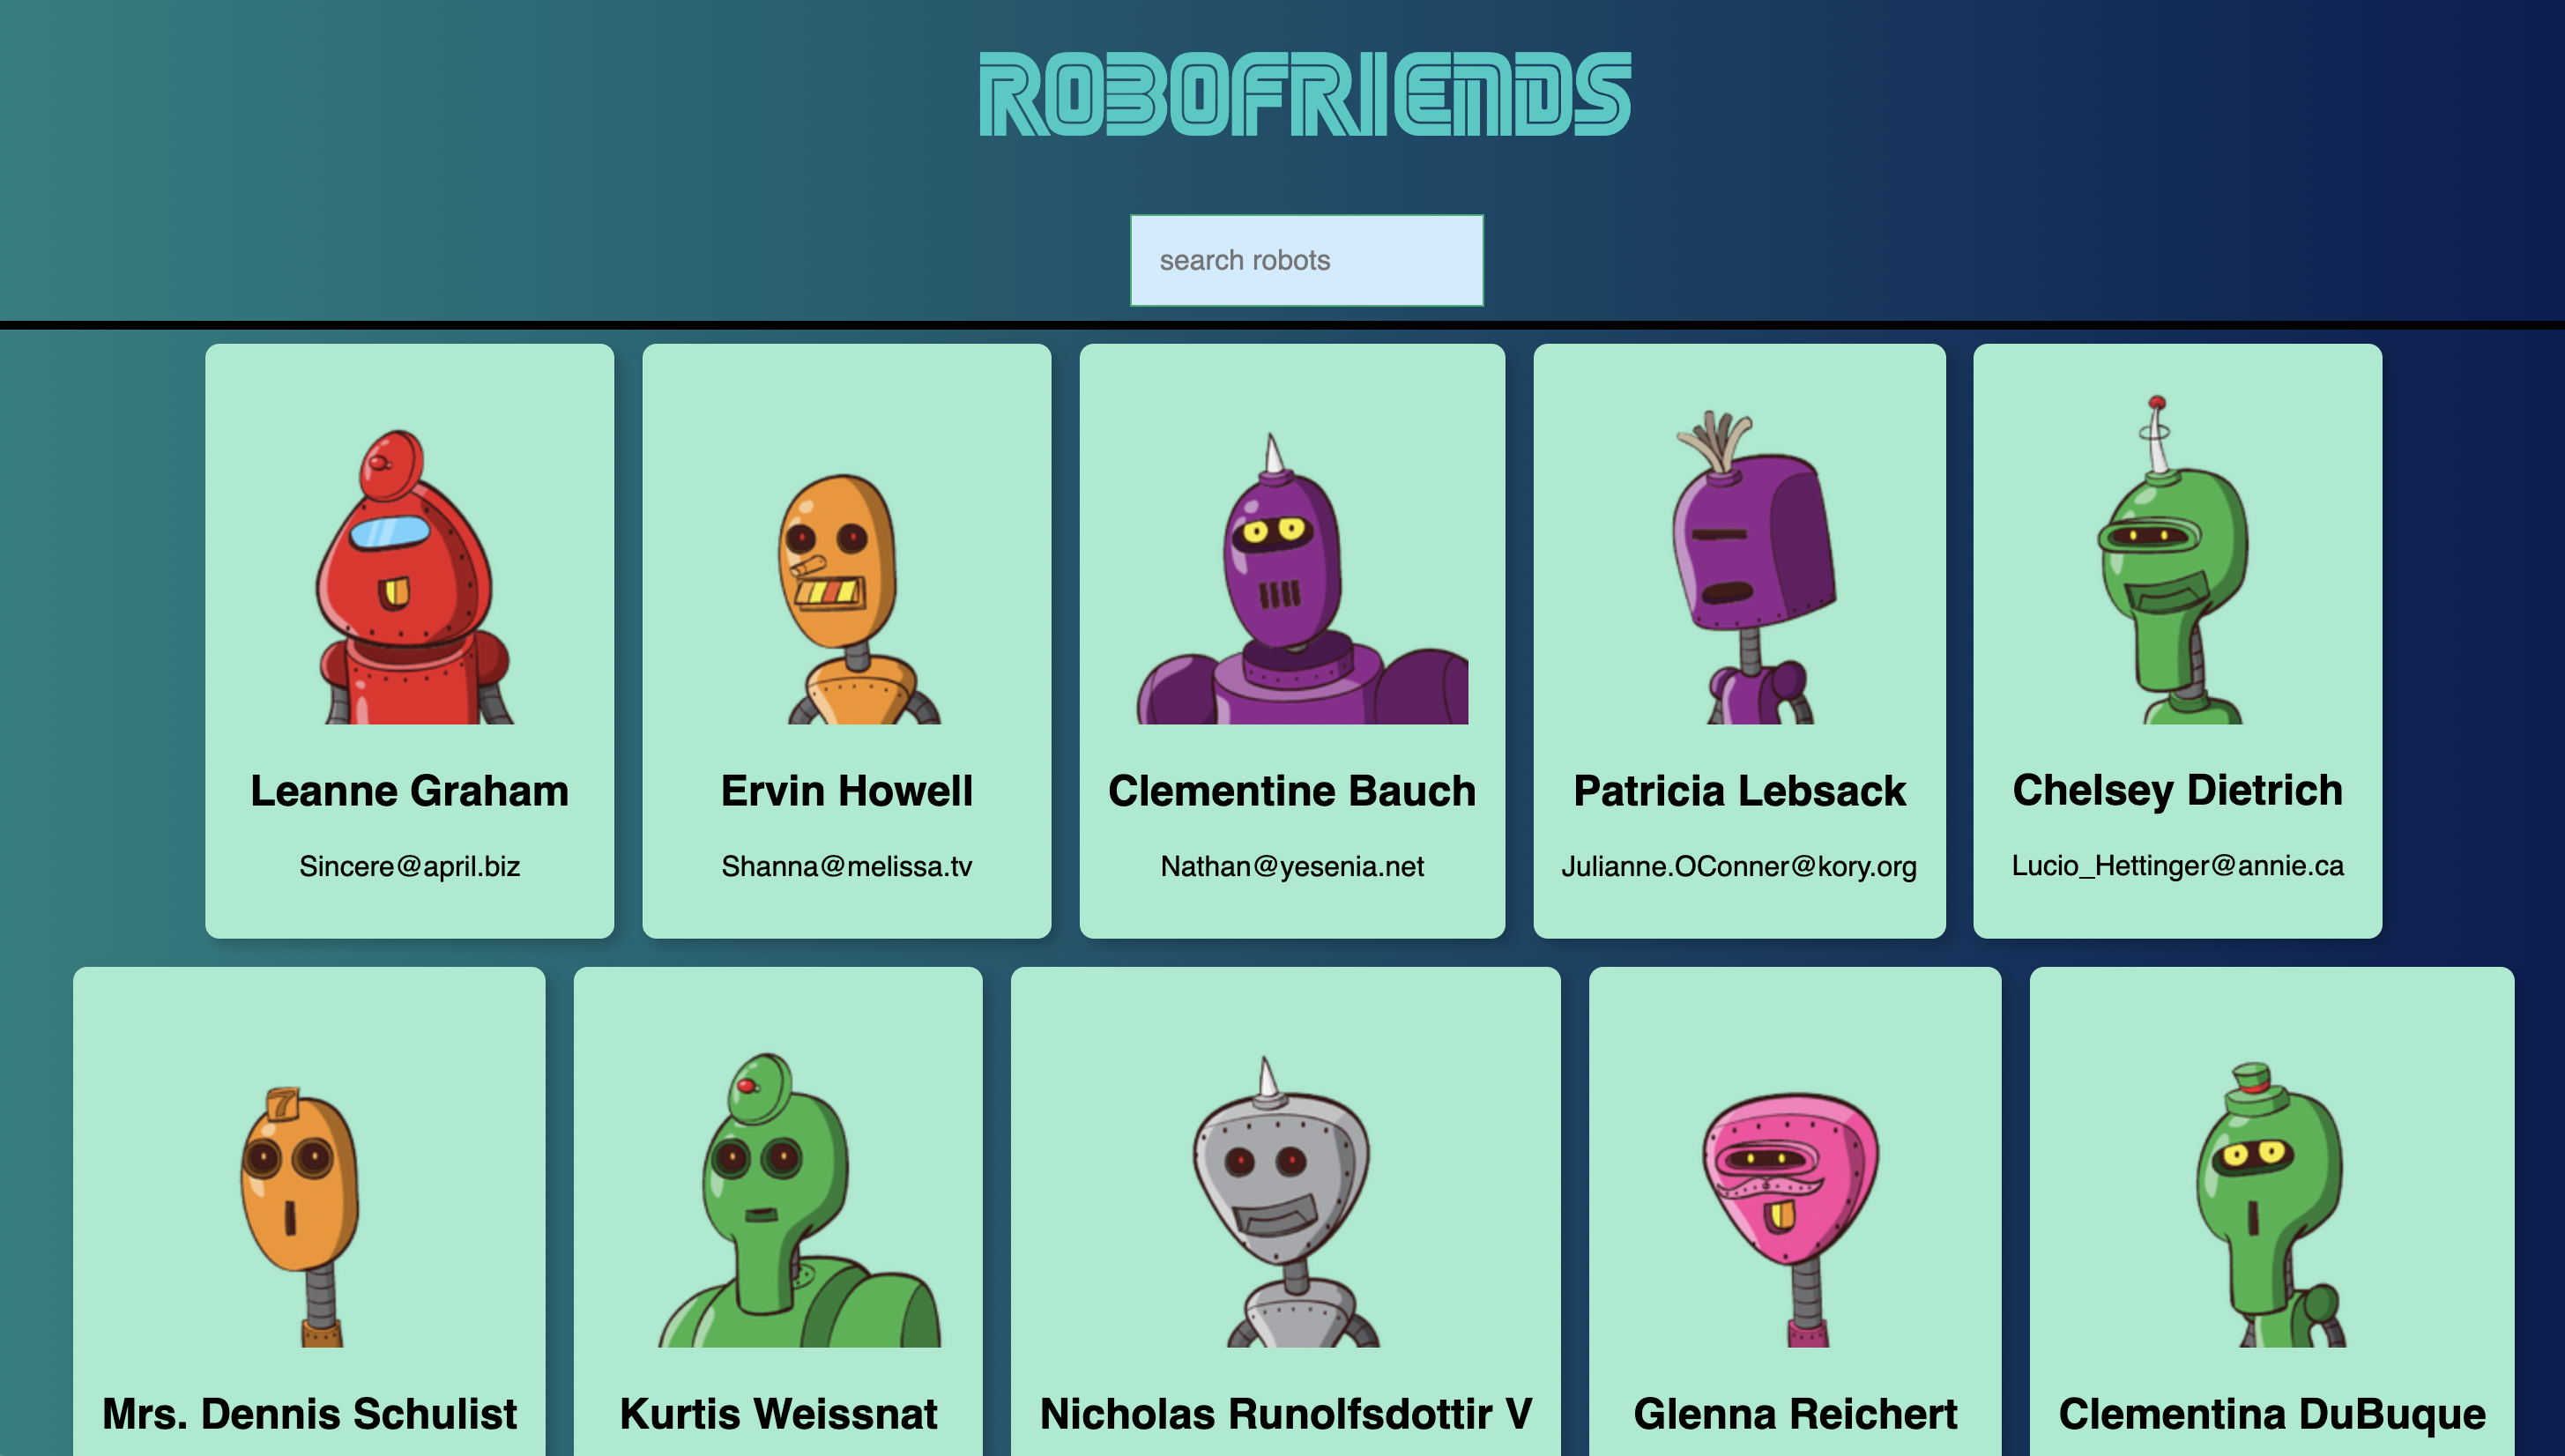 ROBOFRIENDS
search robots
Leanne Graham
Sincere@april.biz
Ervin Howell
Shanna@melissa.tv
Clementine Bauch
Nathan@yesenia.net
Patricia Lebsack
Julianne.OConner@kory.org
Chelsey Dietrich
Lucio_Hettinger@annie.ca
7
Mrs. Dennis Schulist
Kurtis Weissnat
Nicholas Runolfsdottir V
Glenna Reichert
Clementina DuBuque